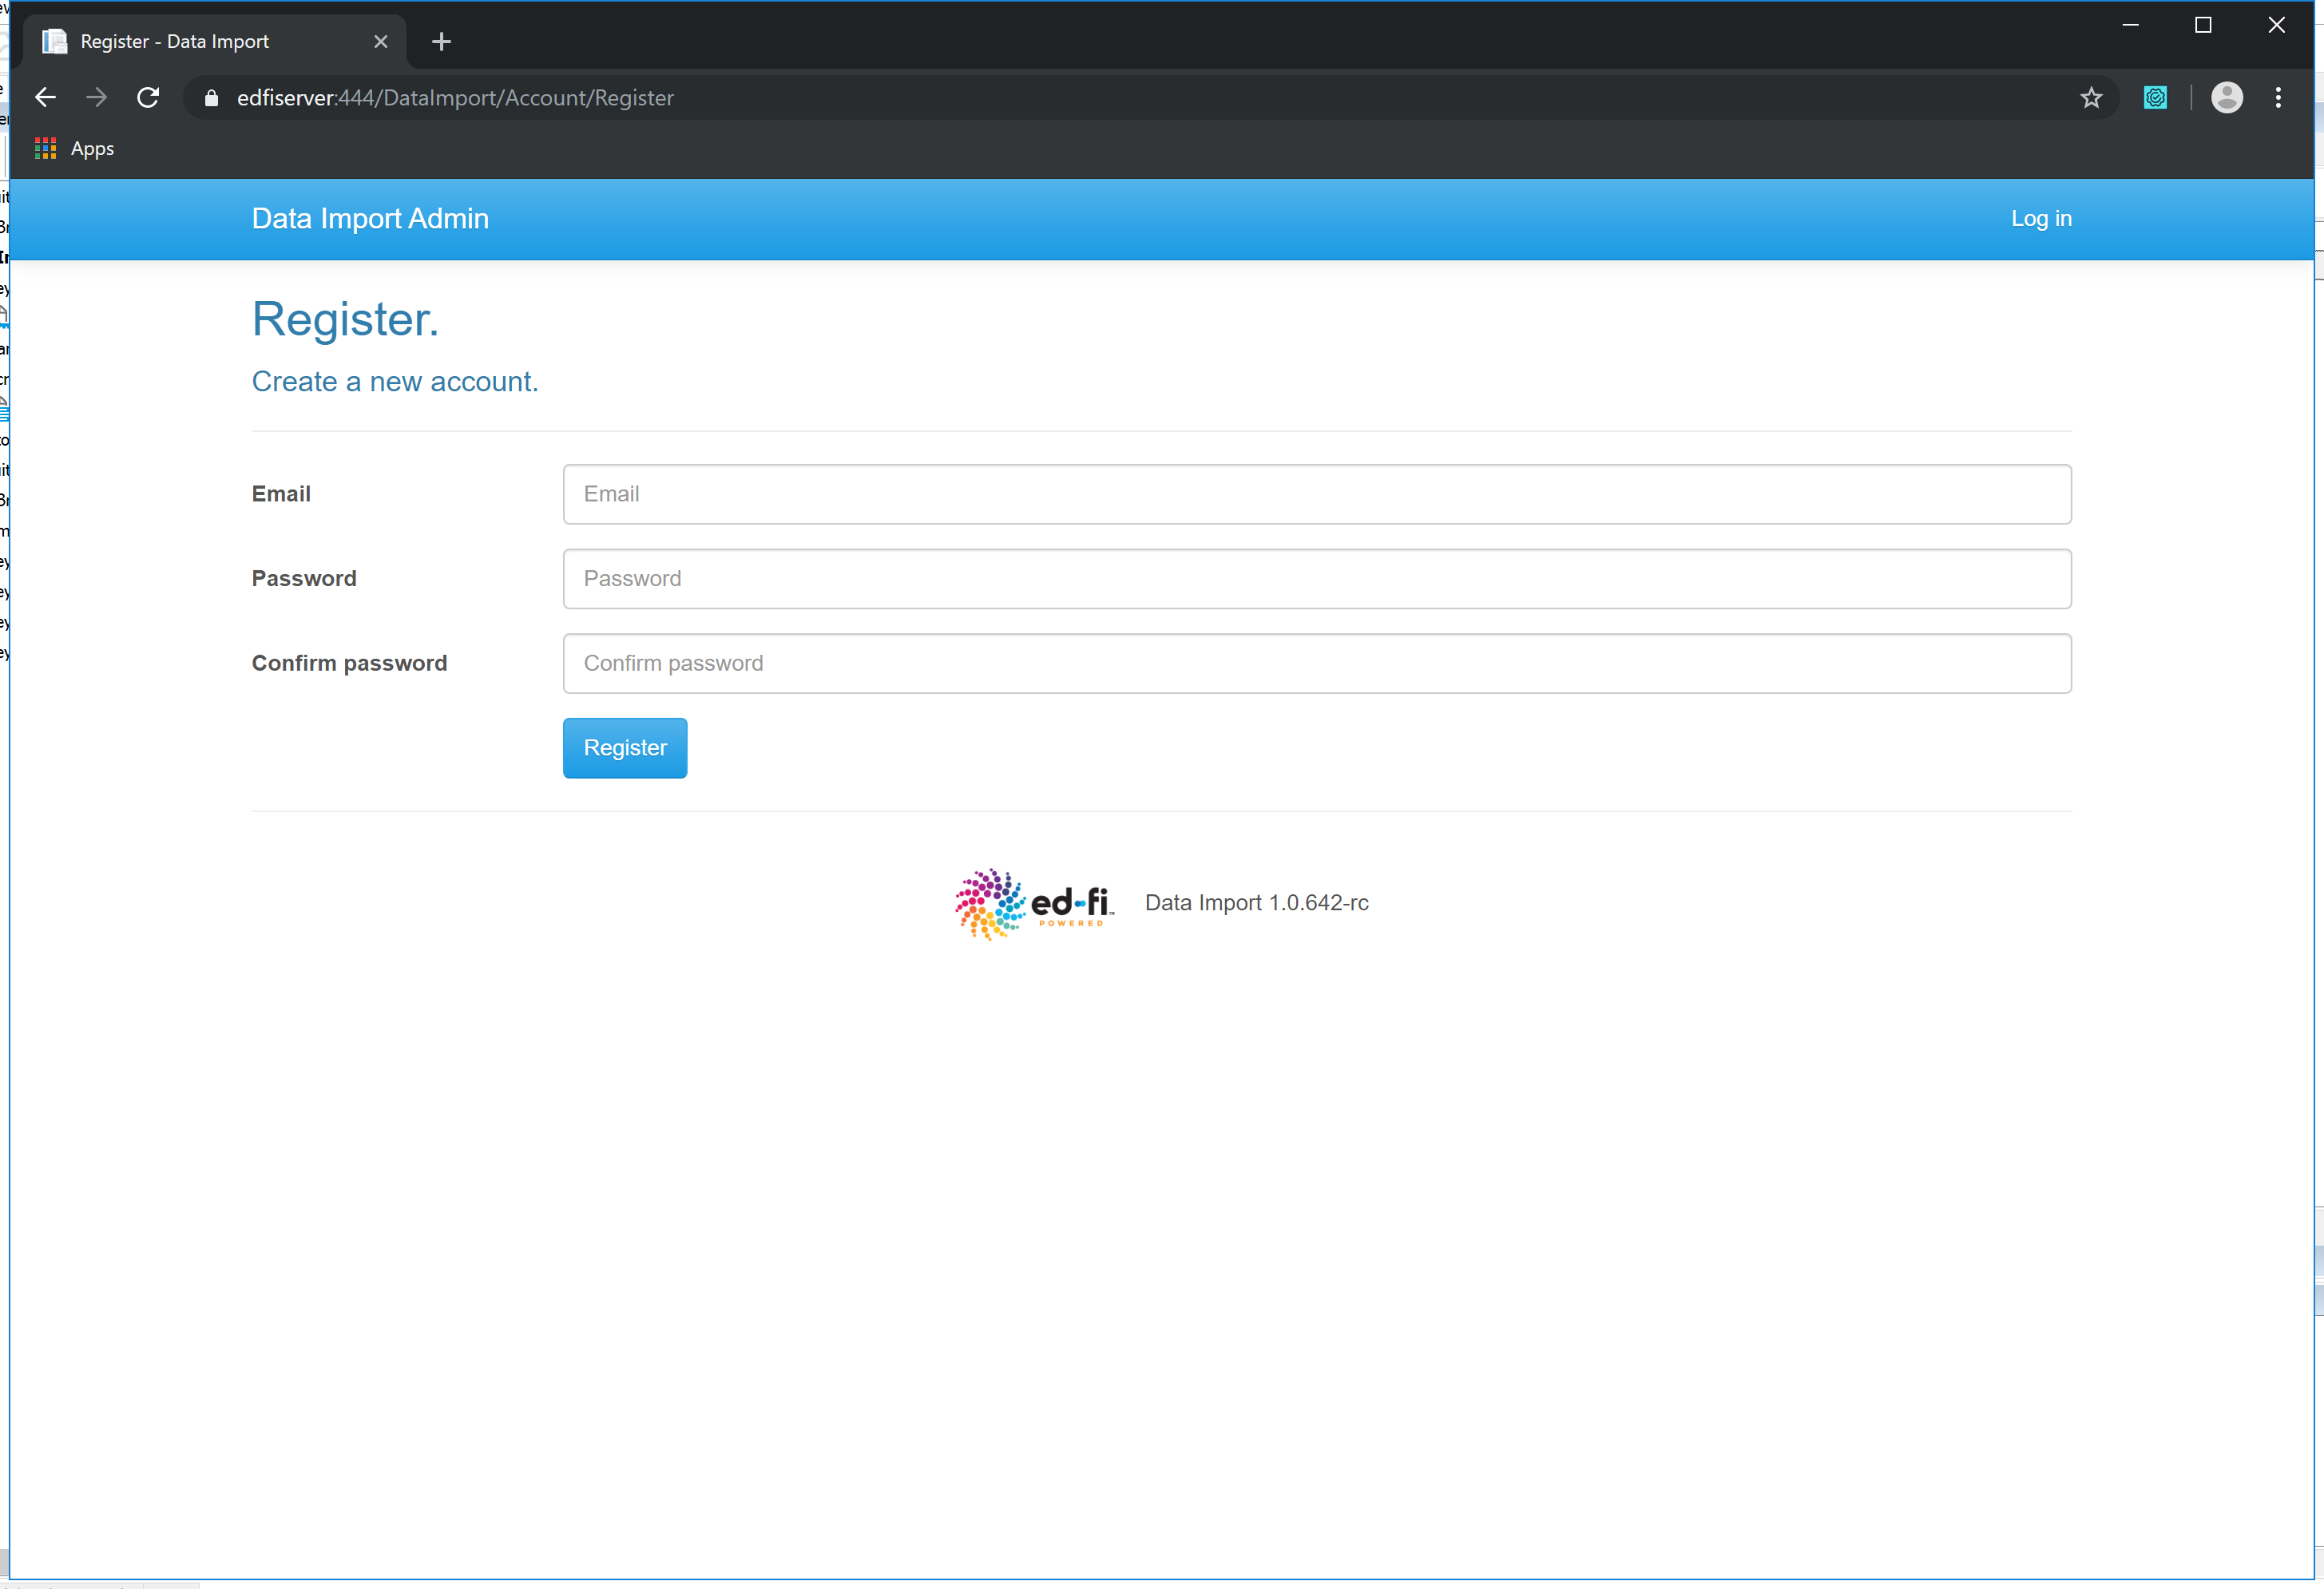 Register - Data Import
edfiserver:444/DataImport/Account/Register
Apps
Data Import Admin
Log in
Register.
Create a new account.
Email
Email
Password
Password
Confirm password
Confirm password
Register
ed-fi™
POWERED
Data Import 1.0.642-rc